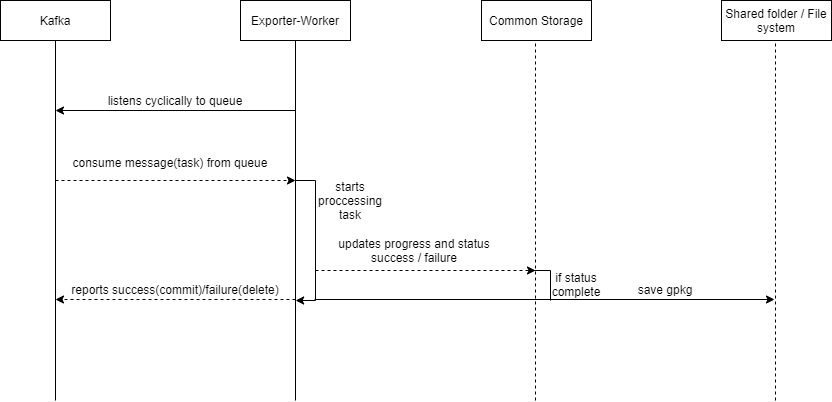 Kafka
Exporter-Worker
Common Storage
Shared folder / File
system
listens cyclically to queue
consume message(task) from queue
starts
proccessing
task
updates progress and status
success / failure
if status
complete
reports success(commit)/failure(delete)
save gpkg